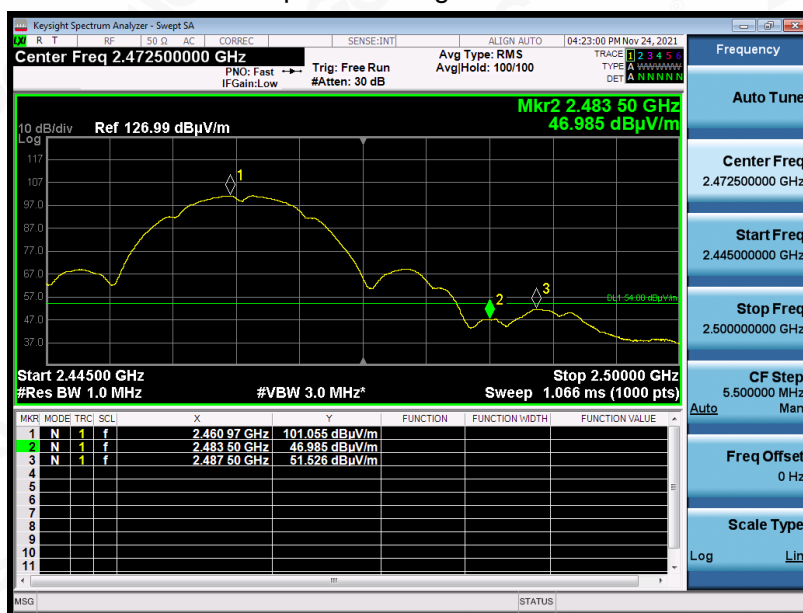 Keysight Spectrum Analyzer - Swept SA
LXI R T RF 50 Ω AC CORREC SENSE:INT ALIGN AUTO 04:23:00 PM Nov 24, 2021
Center Freq 2.472500000 GHz
PNO: Fast
IFGain:Low
Trig: Free Run
#Atten: 30 dB
Avg Type: RMS
Avg|Hold: 100/100
TRACE 1 2 3 4 5 6
TYPE A WWWWW
DET A N N N N N
Mkr2 2.483 50 GHz
46.985 dBµV/m
10 dB/div Ref 126.99 dBµV/m
Log
117
107
97.0
87.0
77.0
67.0
57.0
47.0
37.0
1
2
3
DL1 54.00 dBµV/m
Start 2.44500 GHz Stop 2.50000 GHz
#Res BW 1.0 MHz #VBW 3.0 MHz* Sweep 1.066 ms (1000 pts)
MKR MODE TRC SCL X Y FUNCTION FUNCTION WIDTH FUNCTION VALUE
1 N 1 f 2.460 97 GHz 101.055 dBµV/m
2 N 1 f 2.483 50 GHz 46.985 dBµV/m
3 N 1 f 2.487 50 GHz 51.526 dBµV/m
4
5
6
7
8
9
10
11
MSG STATUS
Frequency
Auto Tune
Center Freq
2.472500000 GHz
Start Freq
2.445000000 GHz
Stop Freq
2.500000000 GHz
CF Step
5.500000 MHz
Auto Man
Freq Offset
0 Hz
Scale Type
Log Lin